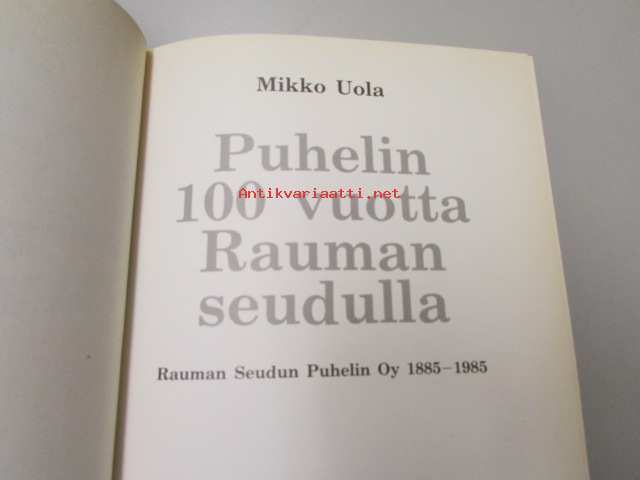 Mikko Uola
Puhelin
Antikvariaatti.net
100 vuotta
Rauman
seudulla
Rauman Seudun Puhelin Oy 1885–1985